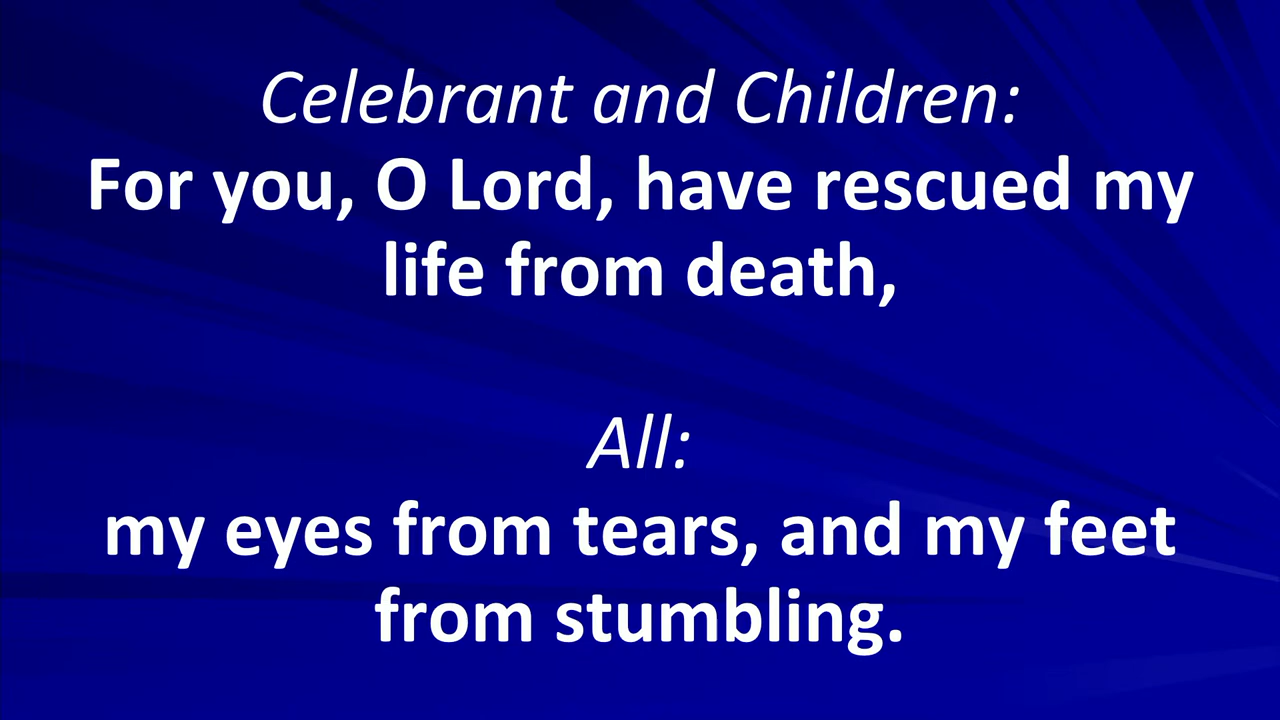 Celebrant and Children:
For you, O Lord, have rescued my
life from death,
All:
my eyes from tears, and my feet
from stumbling.